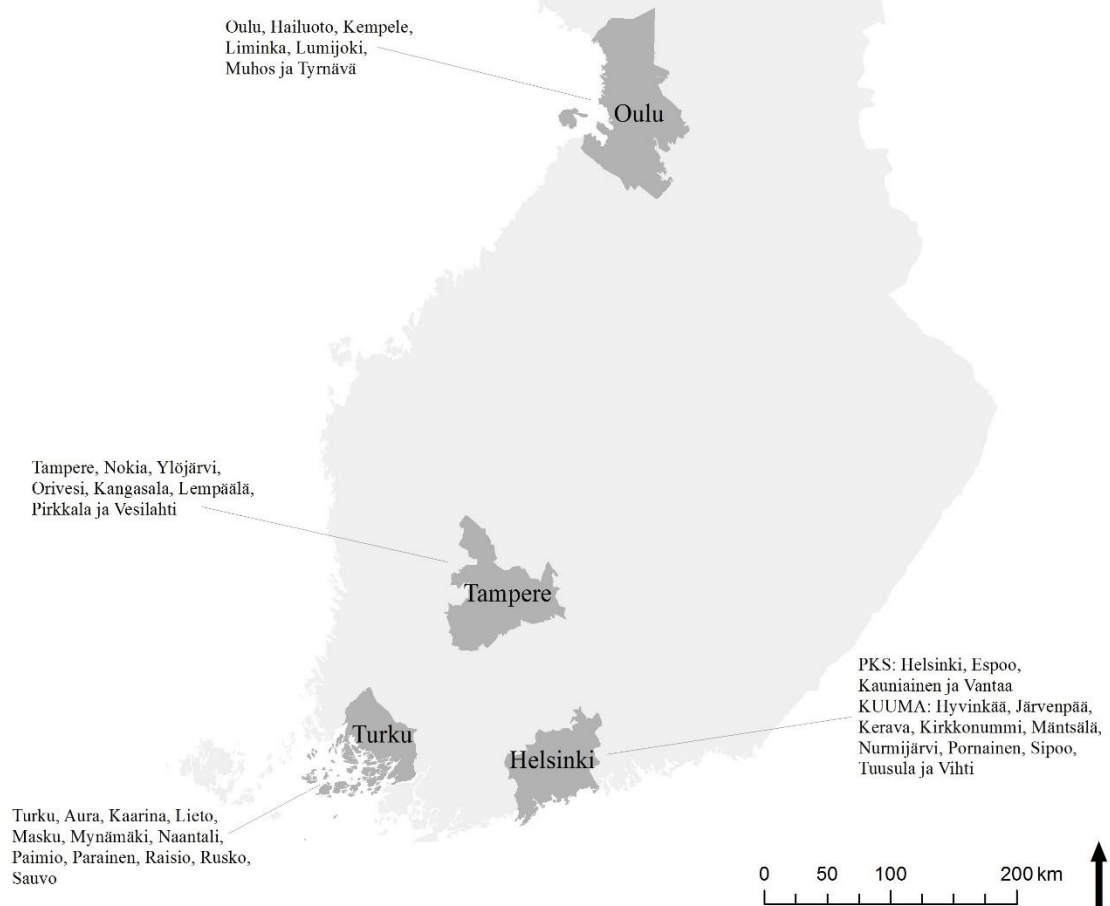 Oulu, Hailuoto, Kempele,
Liminka, Lumijoki,
Muhos ja Tyrnävä
Oulu
Tampere, Nokia, Ylöjärvi,
Orivesi, Kangasala, Lempäälä,
Pirkkala ja Vesilahti
Tampere
PKS: Helsinki, Espoo,
Kauniainen ja Vantaa
KUUMA: Hyvinkää, Järvenpää,
Kerava, Kirkkonummi, Mäntsälä,
Nurmijärvi, Pornainen, Sipoo,
Tuusula ja Vihti
Turku
Helsinki
Turku, Aura, Kaarina, Lieto,
Masku, Mynämäki, Naantali,
Paimio, Parainen, Raisio, Rusko,
Sauvo
0 50 100 200 km